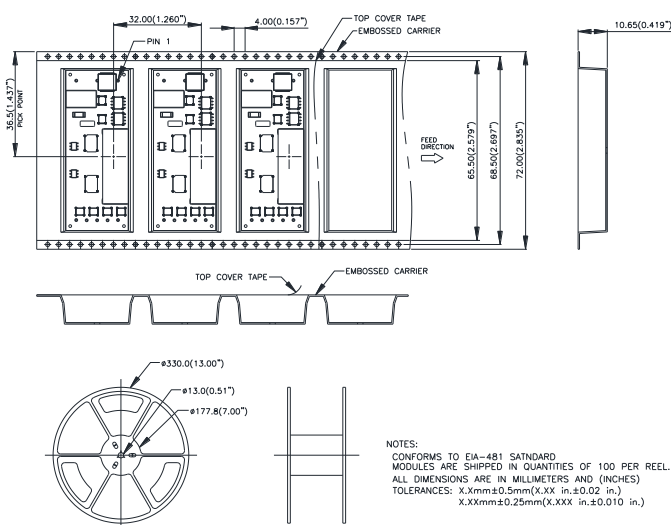 32.00(1.260")
4.00(0.157")
TOP COVER TAPE
EMBOSSED CARRIER
10.65(0.419")
PIN 1
36.5(1.437")
PICK POINT
FEED
DIRECTION
65.50(2.579")
68.50(2.697")
72.00(2.835")
TOP COVER TAPE
EMBOSSED CARRIER
ø330.0(13.00")
ø13.0(0.51")
ø177.8(7.00")
NOTES:
CONFORMS TO EIA-481 SATNDARD
MODULES ARE SHIPPED IN QUANTITIES OF 100 PER REEL.
ALL DIMENSIONS ARE IN MILLIMETERS AND (INCHES)
TOLERANCES: X.Xmm±0.5mm(X.XX in.±0.02 in.)
X.XXmm±0.25mm(X.XXX in.±0.010 in.)